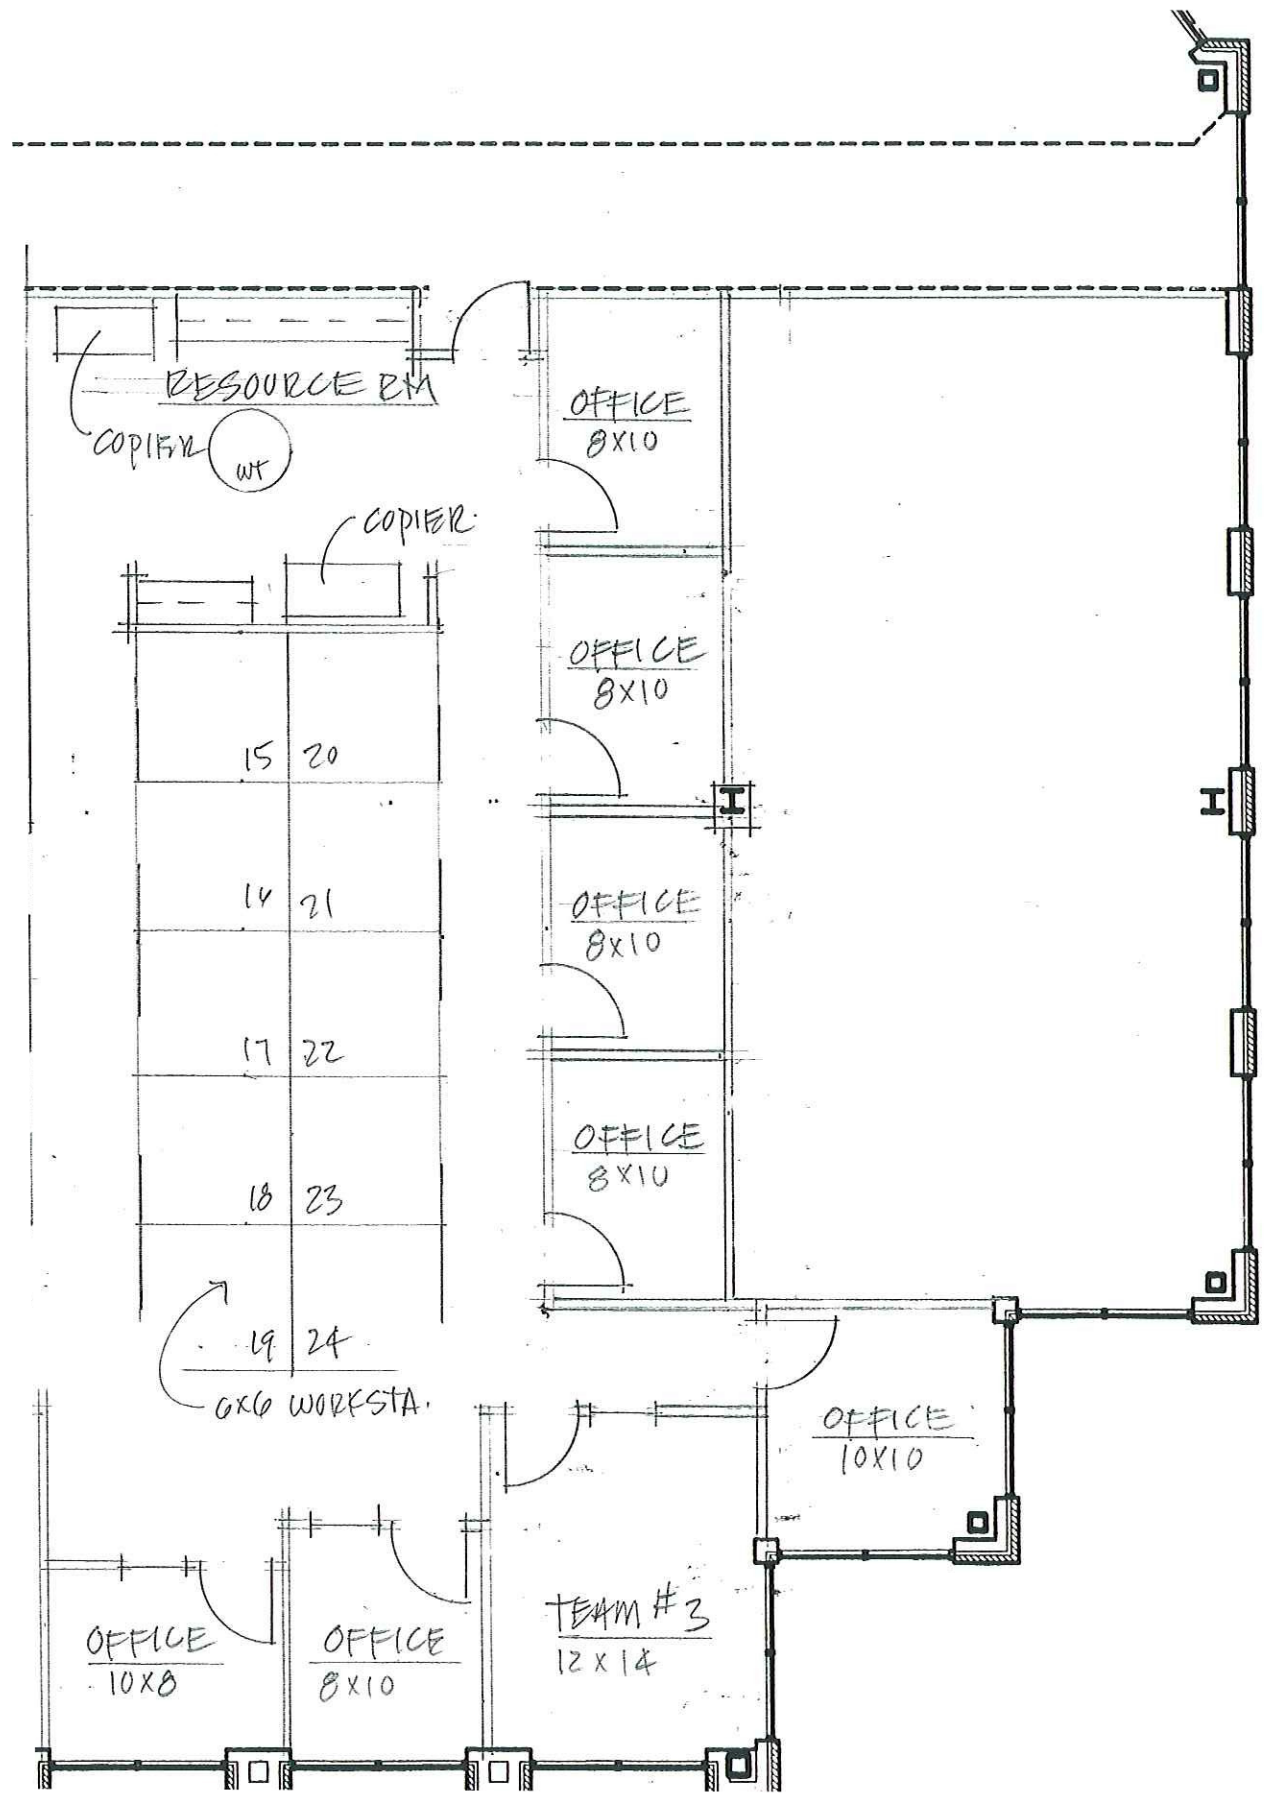 RESOURCE RM
COPIER
WT
COPIER
OFFICE
8X10
OFFICE
8X10
15 20
14 21
OFFICE
8X10
17 22
OFFICE
8X10
18 23
19 24
6X6 WORKSTA.
OFFICE
10X10
TEAM #3
12 X 14
OFFICE
10X8
OFFICE
8X10